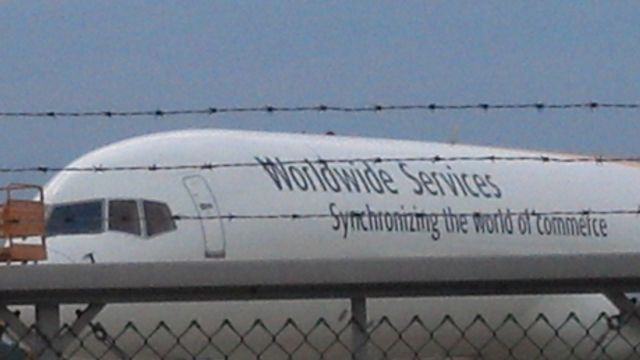 Worldwide Services
Synchronizing the world of commerce